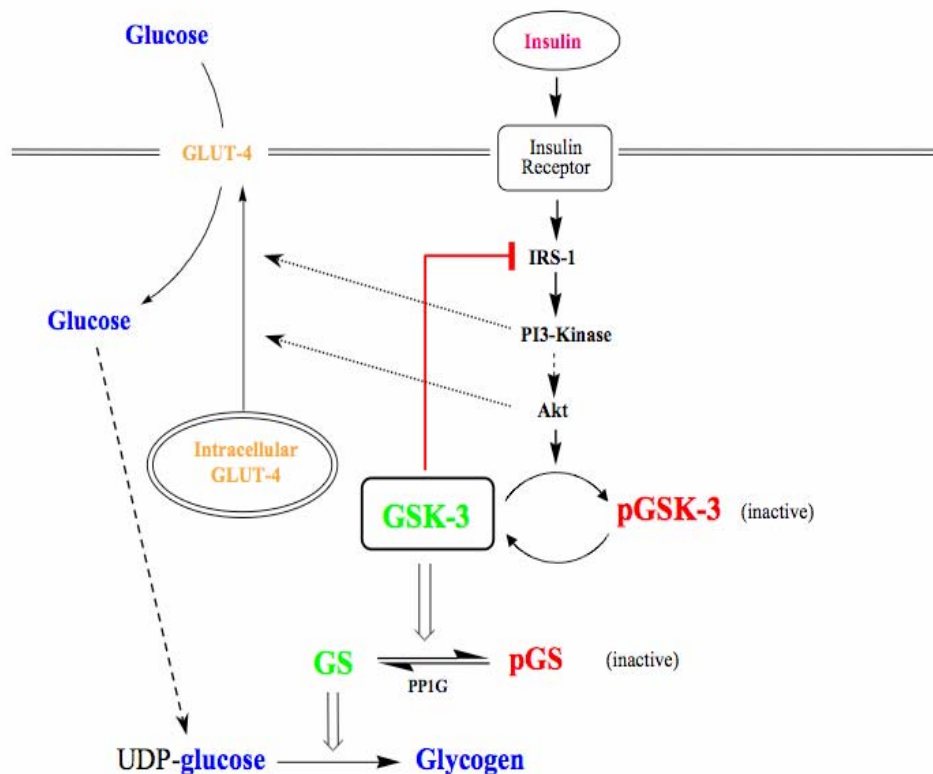 Glucose
Insulin
GLUT-4
Insulin
Receptor
IRS-1
Glucose
PI3-Kinase
Akt
Intracellular
GLUT-4
GSK-3
pGSK-3 (inactive)
GS
pGS (inactive)
PP1G
UDP-glucose
Glycogen